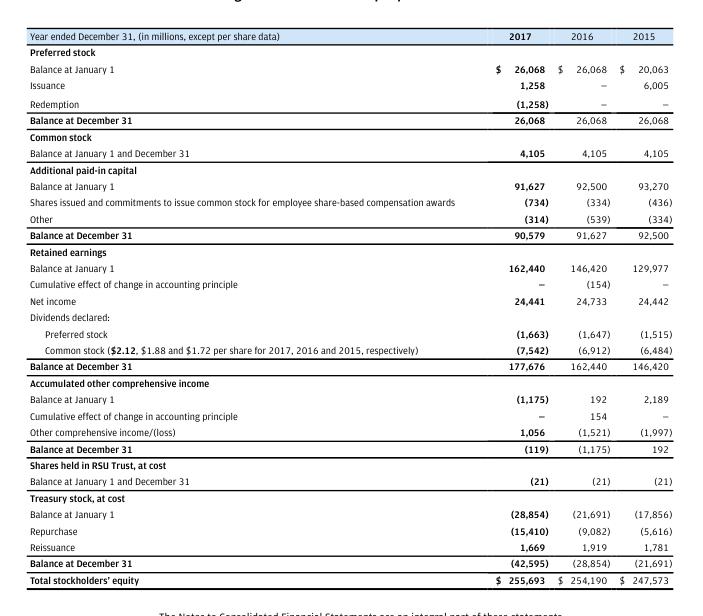 Year ended December 31, (in millions, except per share data) 2017 2016 2015
Preferred stock
Balance at January 1 $ 26,068 $ 26,068 $ 20,063
Issuance 1,258 – 6,005
Redemption (1,258) – –
Balance at December 31 26,068 26,068 26,068
Common stock
Balance at January 1 and December 31 4,105 4,105 4,105
Additional paid-in capital
Balance at January 1 91,627 92,500 93,270
Shares issued and commitments to issue common stock for employee share-based compensation awards (734) (334) (436)
Other (314) (539) (334)
Balance at December 31 90,579 91,627 92,500
Retained earnings
Balance at January 1 162,440 146,420 129,977
Cumulative effect of change in accounting principle – (154) –
Net income 24,441 24,733 24,442
Dividends declared:
Preferred stock (1,663) (1,647) (1,515)
Common stock ($2.12, $1.88 and $1.72 per share for 2017, 2016 and 2015, respectively) (7,542) (6,912) (6,484)
Balance at December 31 177,676 162,440 146,420
Accumulated other comprehensive income
Balance at January 1 (1,175) 192 2,189
Cumulative effect of change in accounting principle – 154 –
Other comprehensive income/(loss) 1,056 (1,521) (1,997)
Balance at December 31 (119) (1,175) 192
Shares held in RSU Trust, at cost
Balance at January 1 and December 31 (21) (21) (21)
Treasury stock, at cost
Balance at January 1 (28,854) (21,691) (17,856)
Repurchase (15,410) (9,082) (5,616)
Reissuance 1,669 1,919 1,781
Balance at December 31 (42,595) (28,854) (21,691)
Total stockholders' equity $ 255,693 $ 254,190 $ 247,573
The Notes to Consolidated Financial Statements are an integral part of these statements